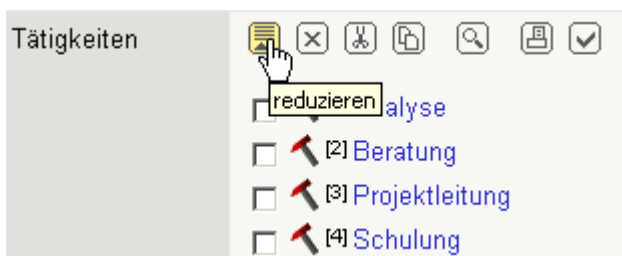 Tätigkeiten
reduzieren
alyse
[2] Beratung
[3] Projektleitung
[4] Schulung